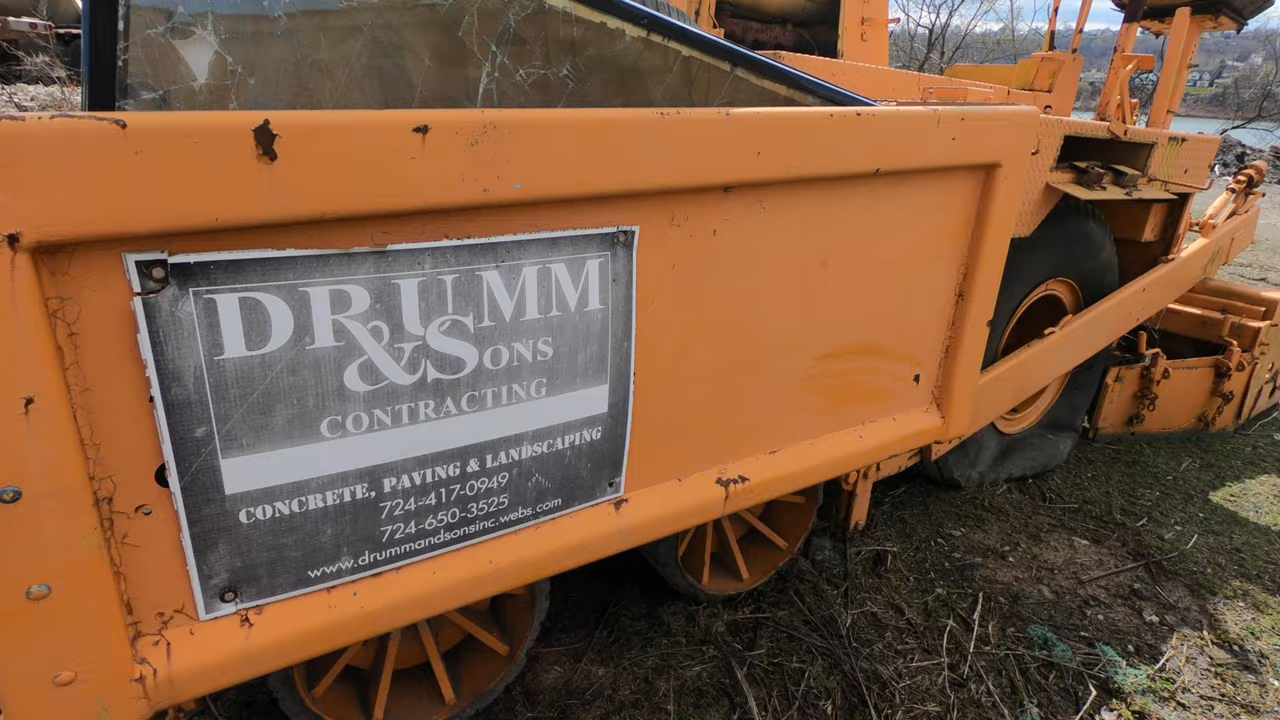 DRUMM
& SONS
CONTRACTING
CONCRETE, PAVING & LANDSCAPING
724-417-0949
724-650-3525
www.drummandsonsinc.webs.com